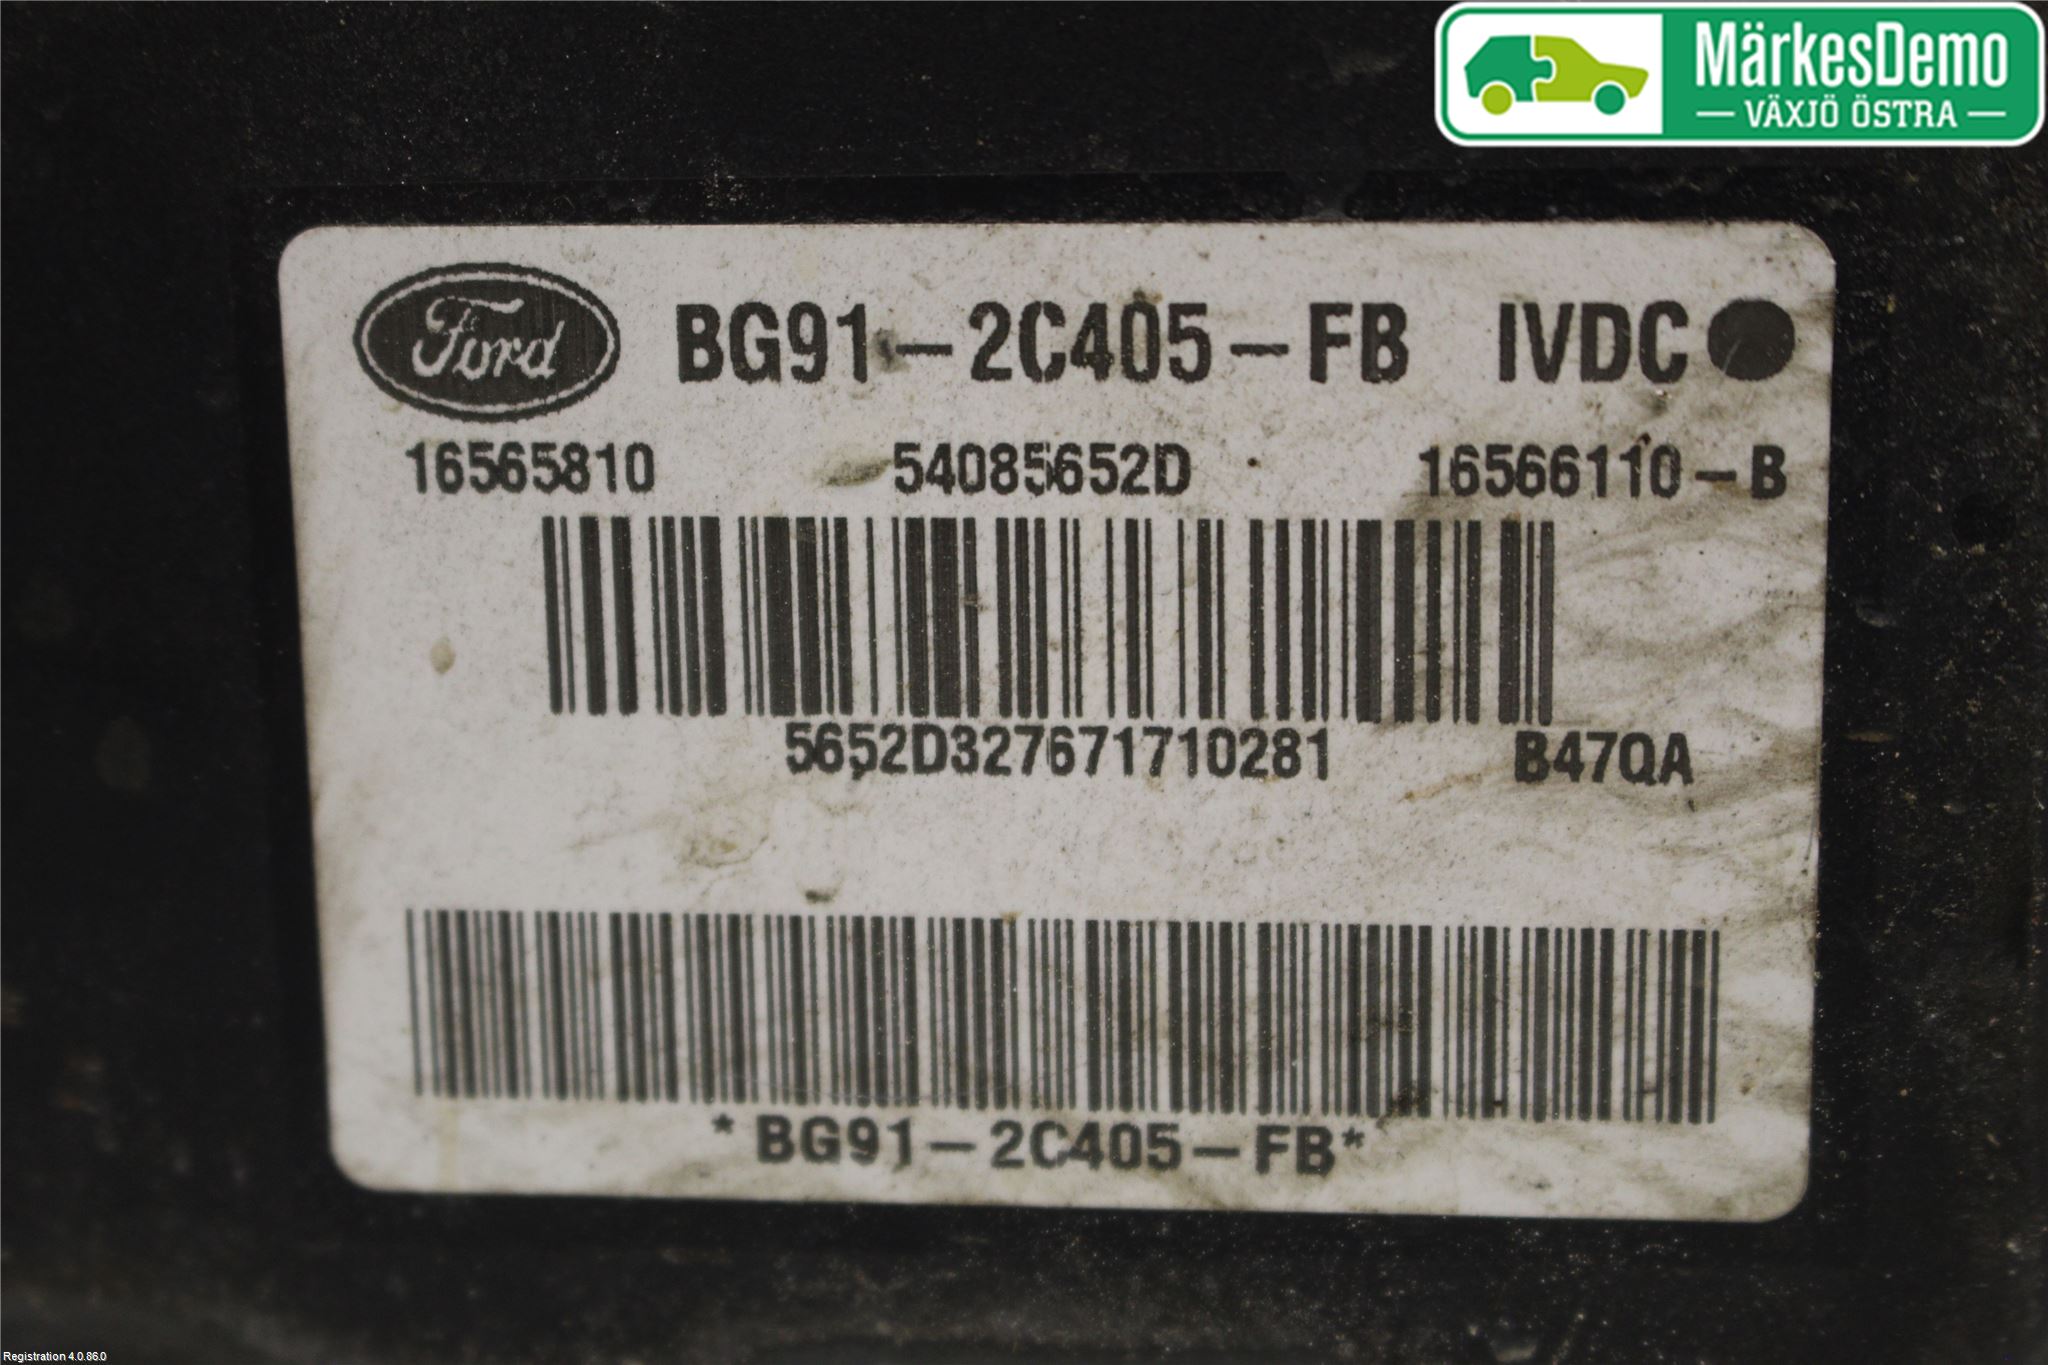 MärkesDemo
— VÄXJÖ ÖSTRA —
Ford BG91-2C405-FB IVDC
16565810 54085652D 16566110-B
5652D327671710281 B47QA
*BG91-2C405-FB*
Registration 4.0.86.0